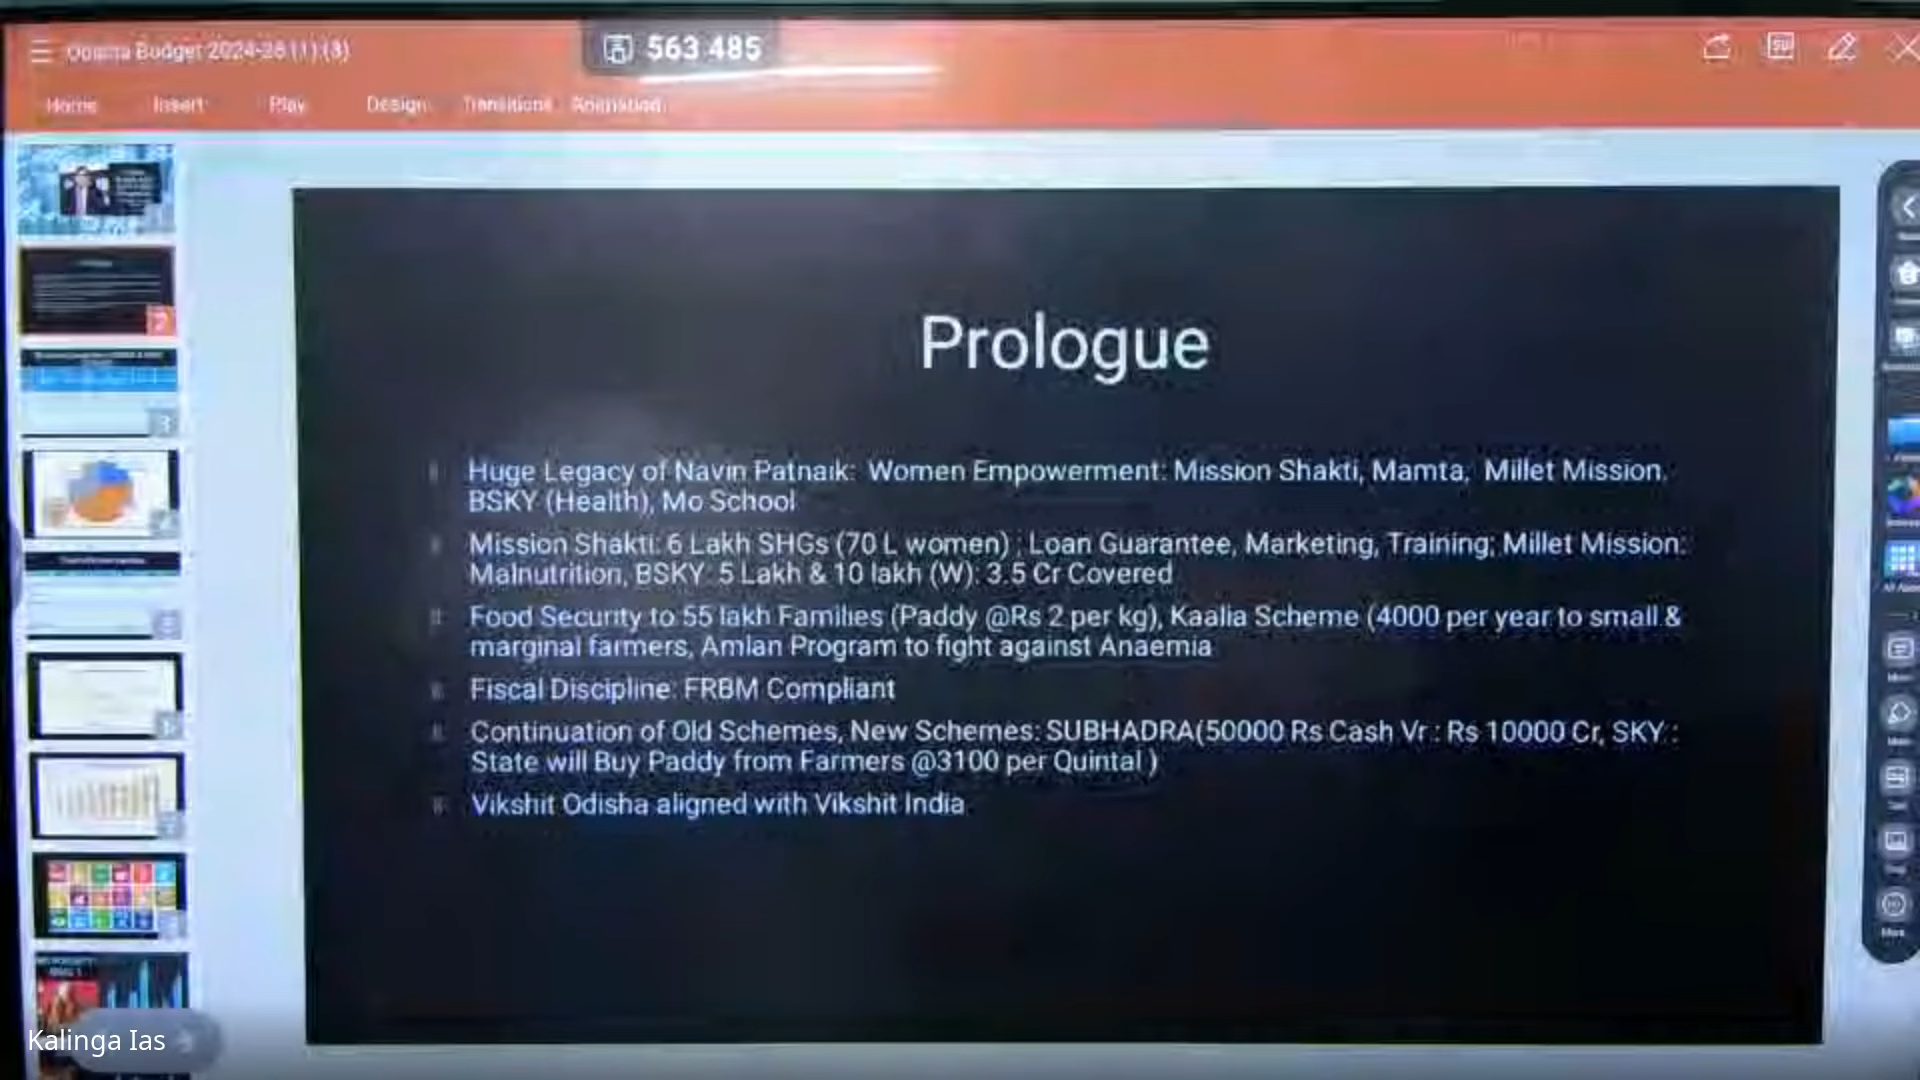 Odisha Budget 2024-25 (1) (3)
563 485
Home Insert Play Design Transitions Animation
Prologue
Huge Legacy of Navin Patnaik: Women Empowerment: Mission Shakti, Mamta, Millet Mission.
BSKY (Health), Mo School
Mission Shakti: 6 Lakh SHGs (70 L women) ; Loan Guarantee, Marketing, Training; Millet Mission:
Malnutrition, BSKY: 5 Lakh & 10 lakh (W): 3.5 Cr Covered
Food Security to 55 lakh Families (Paddy @Rs 2 per kg), Kaalia Scheme (4000 per year to small &
marginal farmers, Amlan Program to fight against Anaemia
Fiscal Discipline: FRBM Compliant
Continuation of Old Schemes, New Schemes: SUBHADRA(50000 Rs Cash Vr : Rs 10000 Cr, SKY :
State will Buy Paddy from Farmers @3100 per Quintal )
Vikshit Odisha aligned with Vikshit India
Kalinga Ias